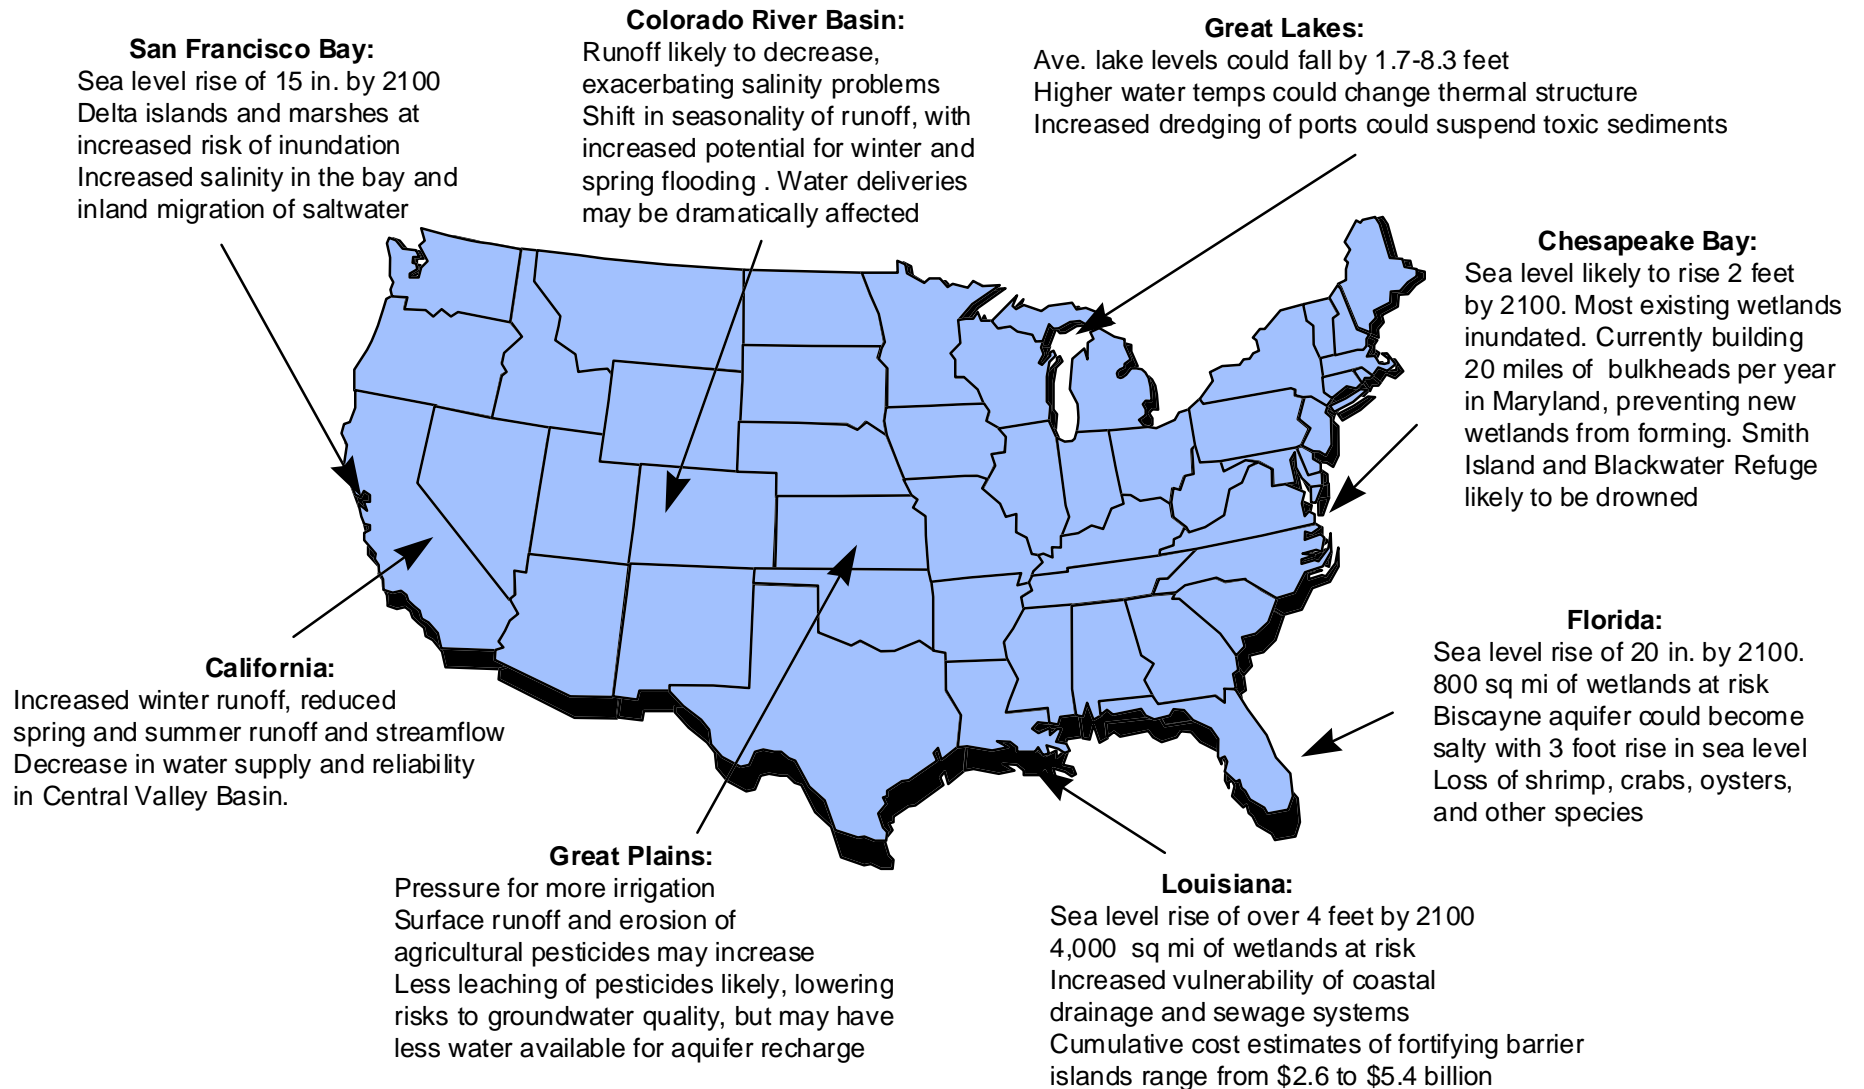 San Francisco Bay:
Sea level rise of 15 in. by 2100
Delta islands and marshes at
increased risk of inundation
Increased salinity in the bay and
inland migration of saltwater
Colorado River Basin:
Runoff likely to decrease,
exacerbating salinity problems
Shift in seasonality of runoff, with
increased potential for winter and
spring flooding . Water deliveries
may be dramatically affected
Great Lakes:
Ave. lake levels could fall by 1.7-8.3 feet
Higher water temps could change thermal structure
Increased dredging of ports could suspend toxic sediments
Chesapeake Bay:
Sea level likely to rise 2 feet
by 2100. Most existing wetlands
inundated. Currently building
20 miles of bulkheads per year
in Maryland, preventing new
wetlands from forming. Smith
Island and Blackwater Refuge
likely to be drowned
California:
Increased winter runoff, reduced
spring and summer runoff and streamflow
Decrease in water supply and reliability
in Central Valley Basin.
Florida:
Sea level rise of 20 in. by 2100.
800 sq mi of wetlands at risk
Biscayne aquifer could become
salty with 3 foot rise in sea level
Loss of shrimp, crabs, oysters,
and other species
Great Plains:
Pressure for more irrigation
Surface runoff and erosion of
agricultural pesticides may increase
Less leaching of pesticides likely, lowering
risks to groundwater quality, but may have
less water available for aquifer recharge
Louisiana:
Sea level rise of over 4 feet by 2100
4,000 sq mi of wetlands at risk
Increased vulnerability of coastal
drainage and sewage systems
Cumulative cost estimates of fortifying barrier
islands range from $2.6 to $5.4 billion